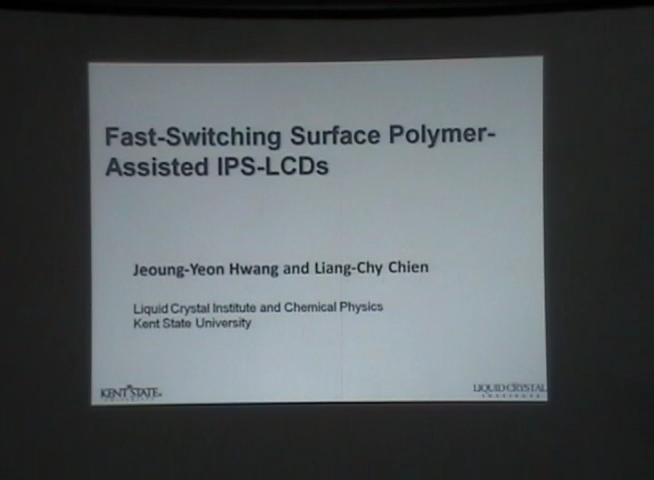 Fast-Switching Surface Polymer-
Assisted IPS-LCDs
Jeoung-Yeon Hwang and Liang-Chy Chien
Liquid Crystal Institute and Chemical Physics
Kent State University
KENT STATE
LIQUID CRYSTAL
INSTITUTE